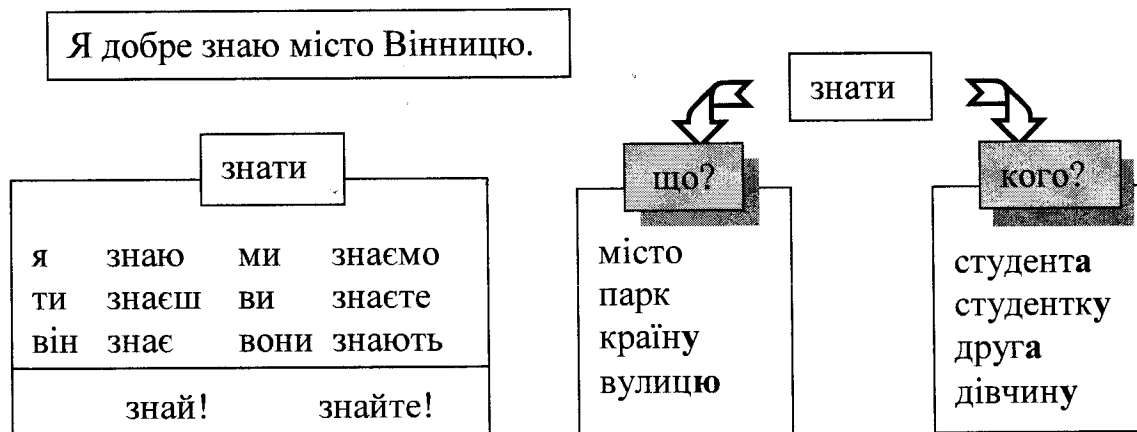 Я добре знаю місто Вінницю.
знати
я знаю ми знаємо
ти знаєш ви знаєте
він знає вони знають
знай! знайте!
знати
що?
місто
парк
країну
вулицю
кого?
студента
студентку
друга
дівчину